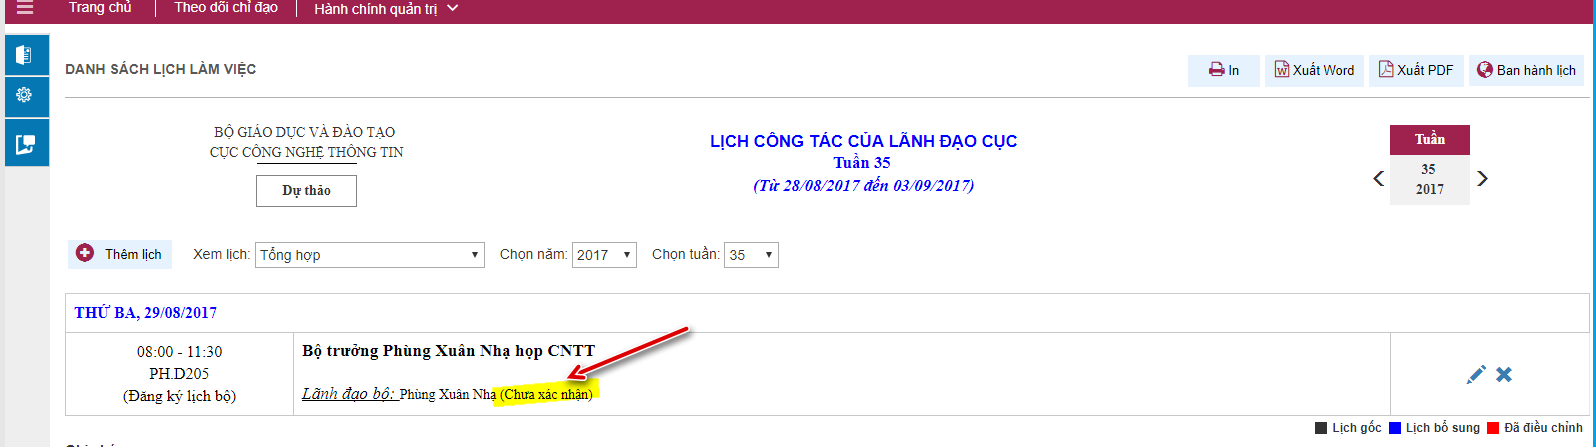 Trang chủ Theo dõi chỉ đạo Hành chính quản trị
DANH SÁCH LỊCH LÀM VIỆC
In Xuất Word Xuất PDF Ban hành lịch
BỘ GIÁO DỤC VÀ ĐÀO TẠO
CỤC CÔNG NGHỆ THÔNG TIN
Dự thảo
LỊCH CÔNG TÁC CỦA LÃNH ĐẠO CỤC
Tuần 35
(Từ 28/08/2017 đến 03/09/2017)
Tuần
35
2017
Thêm lịch Xem lịch: Tổng hợp Chọn năm: 2017 Chọn tuần: 35
THỨ BA, 29/08/2017
08:00 - 11:30
PH.D205
(Đăng ký lịch bộ)
Bộ trưởng Phùng Xuân Nhạ họp CNTT
Lãnh đạo bộ: Phùng Xuân Nhạ (Chưa xác nhận)
Lịch gốc Lịch bổ sung Đã điều chỉnh